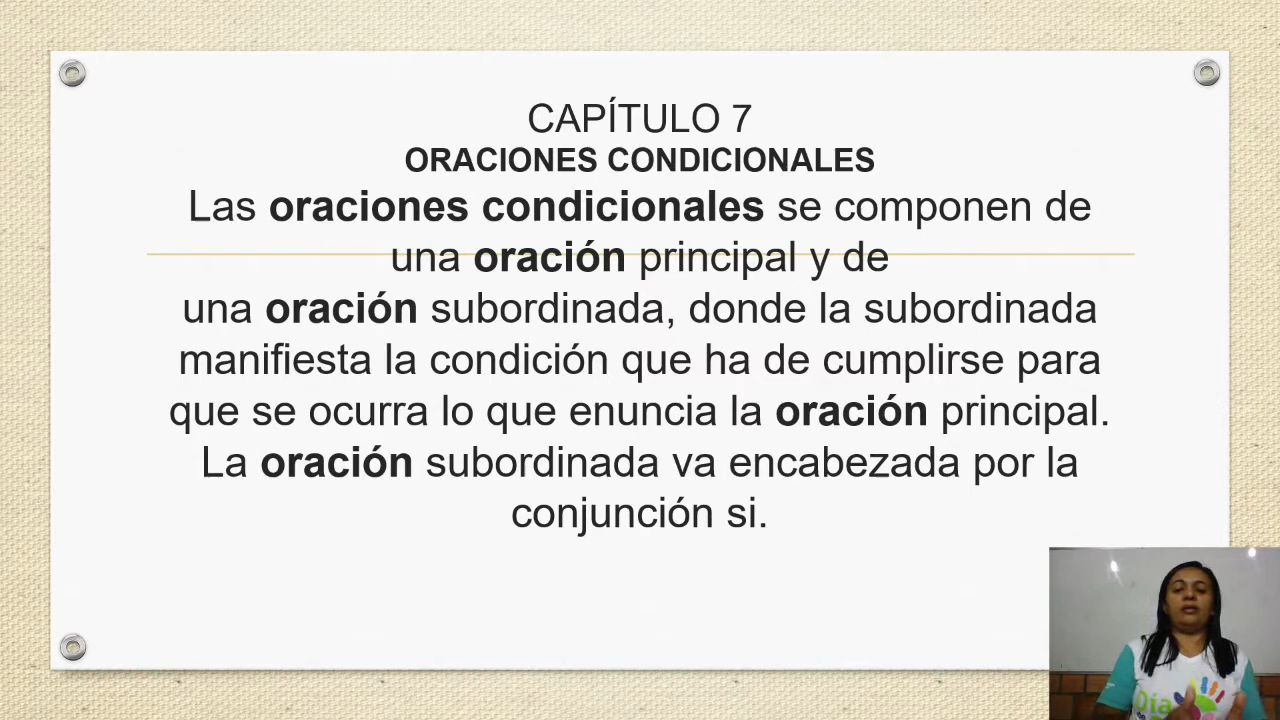 CAPÍTULO 7
ORACIONES CONDICIONALES
Las oraciones condicionales se componen de
una oración principal y de
una oración subordinada, donde la subordinada
manifiesta la condición que ha de cumplirse para
que se ocurra lo que enuncia la oración principal.
La oración subordinada va encabezada por la
conjunción si.
Día